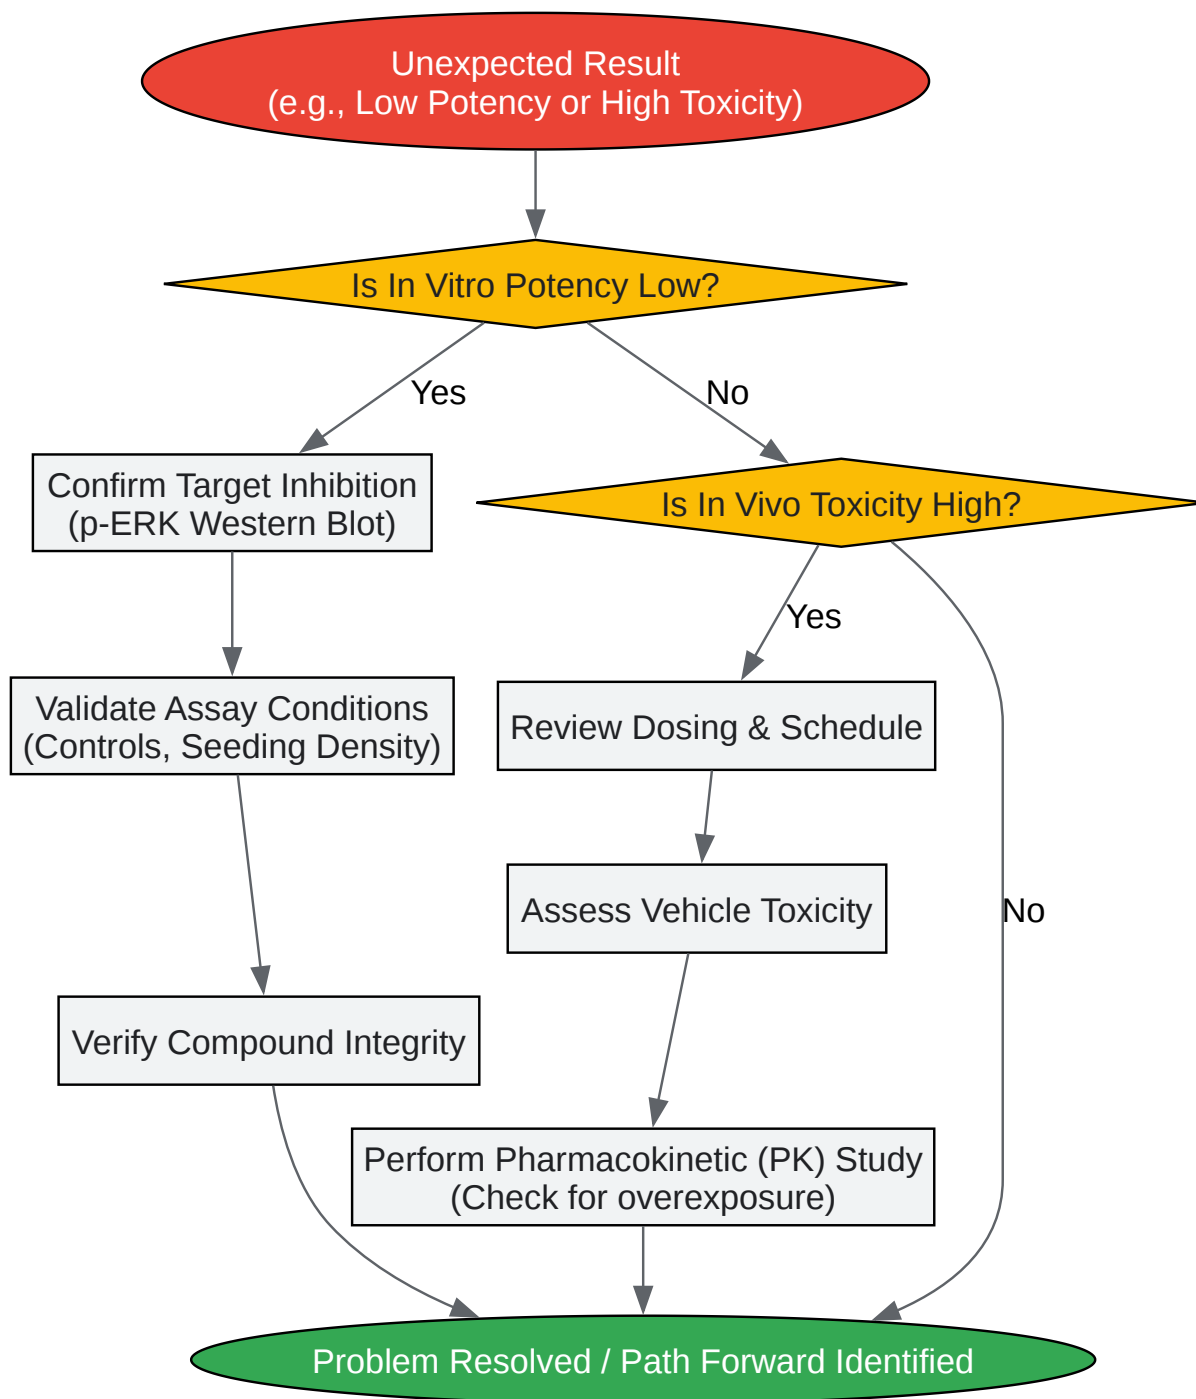 Unexpected Result
(e.g., Low Potency or High Toxicity)
Is In Vitro Potency Low?
Yes
No
Confirm Target Inhibition
(p-ERK Western Blot)
Is In Vivo Toxicity High?
Yes
Validate Assay Conditions
(Controls, Seeding Density)
Review Dosing & Schedule
Assess Vehicle Toxicity
No
Verify Compound Integrity
Perform Pharmacokinetic (PK) Study
(Check for overexposure)
Problem Resolved / Path Forward Identified